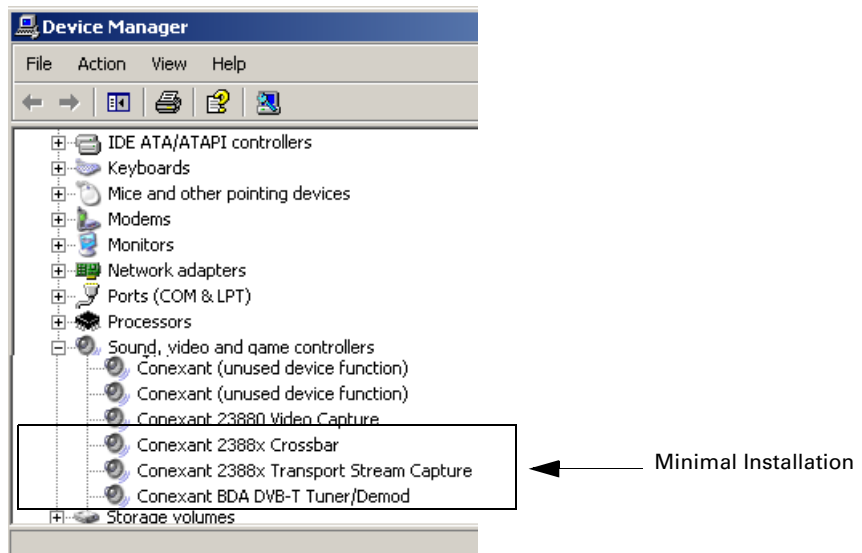 Device Manager
File Action View Help
IDE ATA/ATAPI controllers
Keyboards
Mice and other pointing devices
Modems
Monitors
Network adapters
Ports (COM & LPT)
Processors
Sound, video and game controllers
Conexant (unused device function)
Conexant (unused device function)
Conexant 23880 Video Capture
Conexant 2388x Crossbar
Conexant 2388x Transport Stream Capture
Minimal Installation
Conexant BDA DVB-T Tuner/Demod
Storage volumes